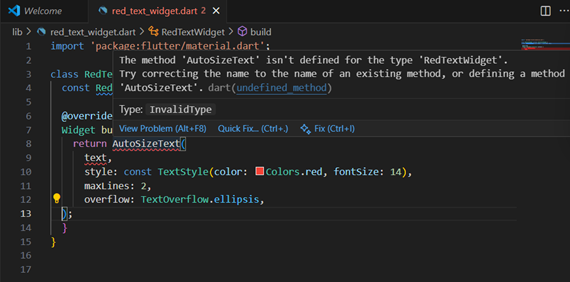 Welcome
red_text_widget.dart 2
lib > red_text_widget.dart > RedTextWidget > build
1 import 'package:flutter/material.dart';
2
The method 'AutoSizeText' isn't defined for the type 'RedTextWidget'.
Try correcting the name to the name of an existing method, or defining a method
'AutoSizeText'. dart(undefined_method)
Type: InvalidType
View Problem (Alt+F8) Quick Fix... (Ctrl+.) Fix (Ctrl+I)
3 class RedTe
4 const Red
5
6 @override
7 Widget bu
8 return AutoSizeText(
9 text,
10 style: const TextStyle(color: Colors.red, fontSize: 14),
11 maxLines: 2,
12 overflow: TextOverflow.ellipsis,
13 );
14 }
15 }
16
17